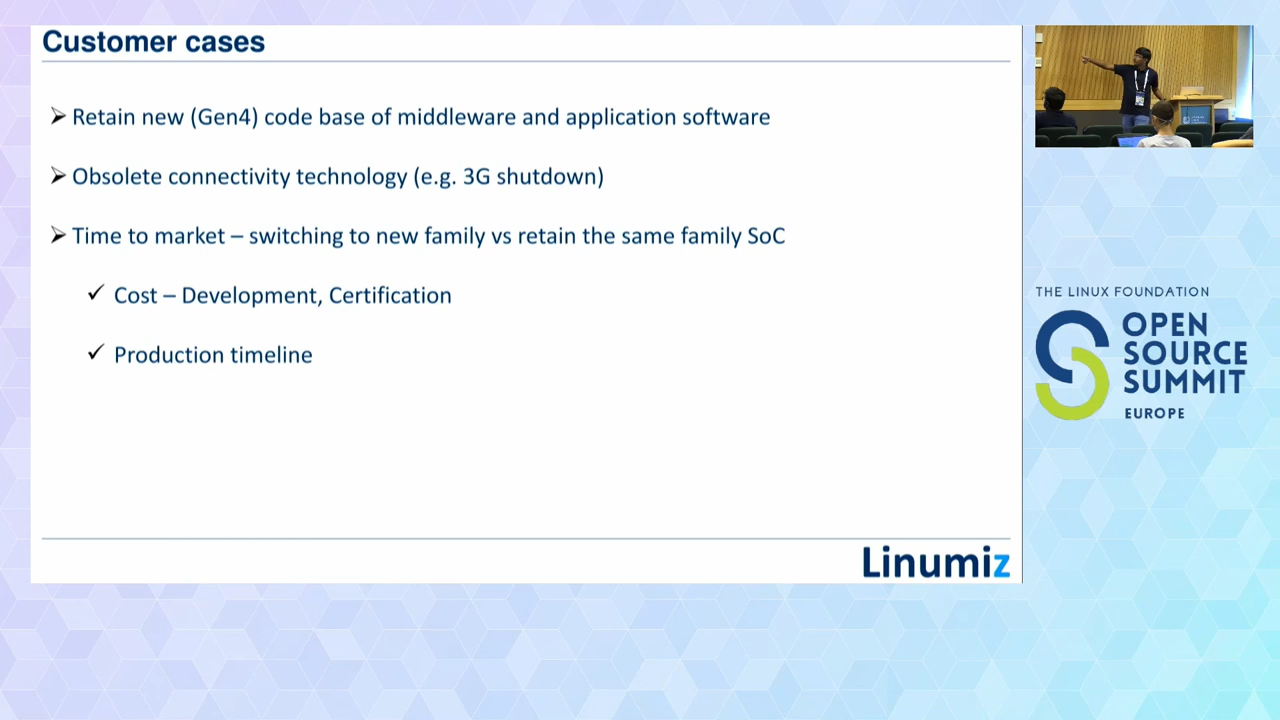 Customer cases
➢ Retain new (Gen4) code base of middleware and application software
➢ Obsolete connectivity technology (e.g. 3G shutdown)
➢ Time to market – switching to new family vs retain the same family SoC
✓ Cost – Development, Certification
✓ Production timeline
Linumiz
THE LINUX FOUNDATION
OPEN
SOURCE
SUMMIT
EUROPE